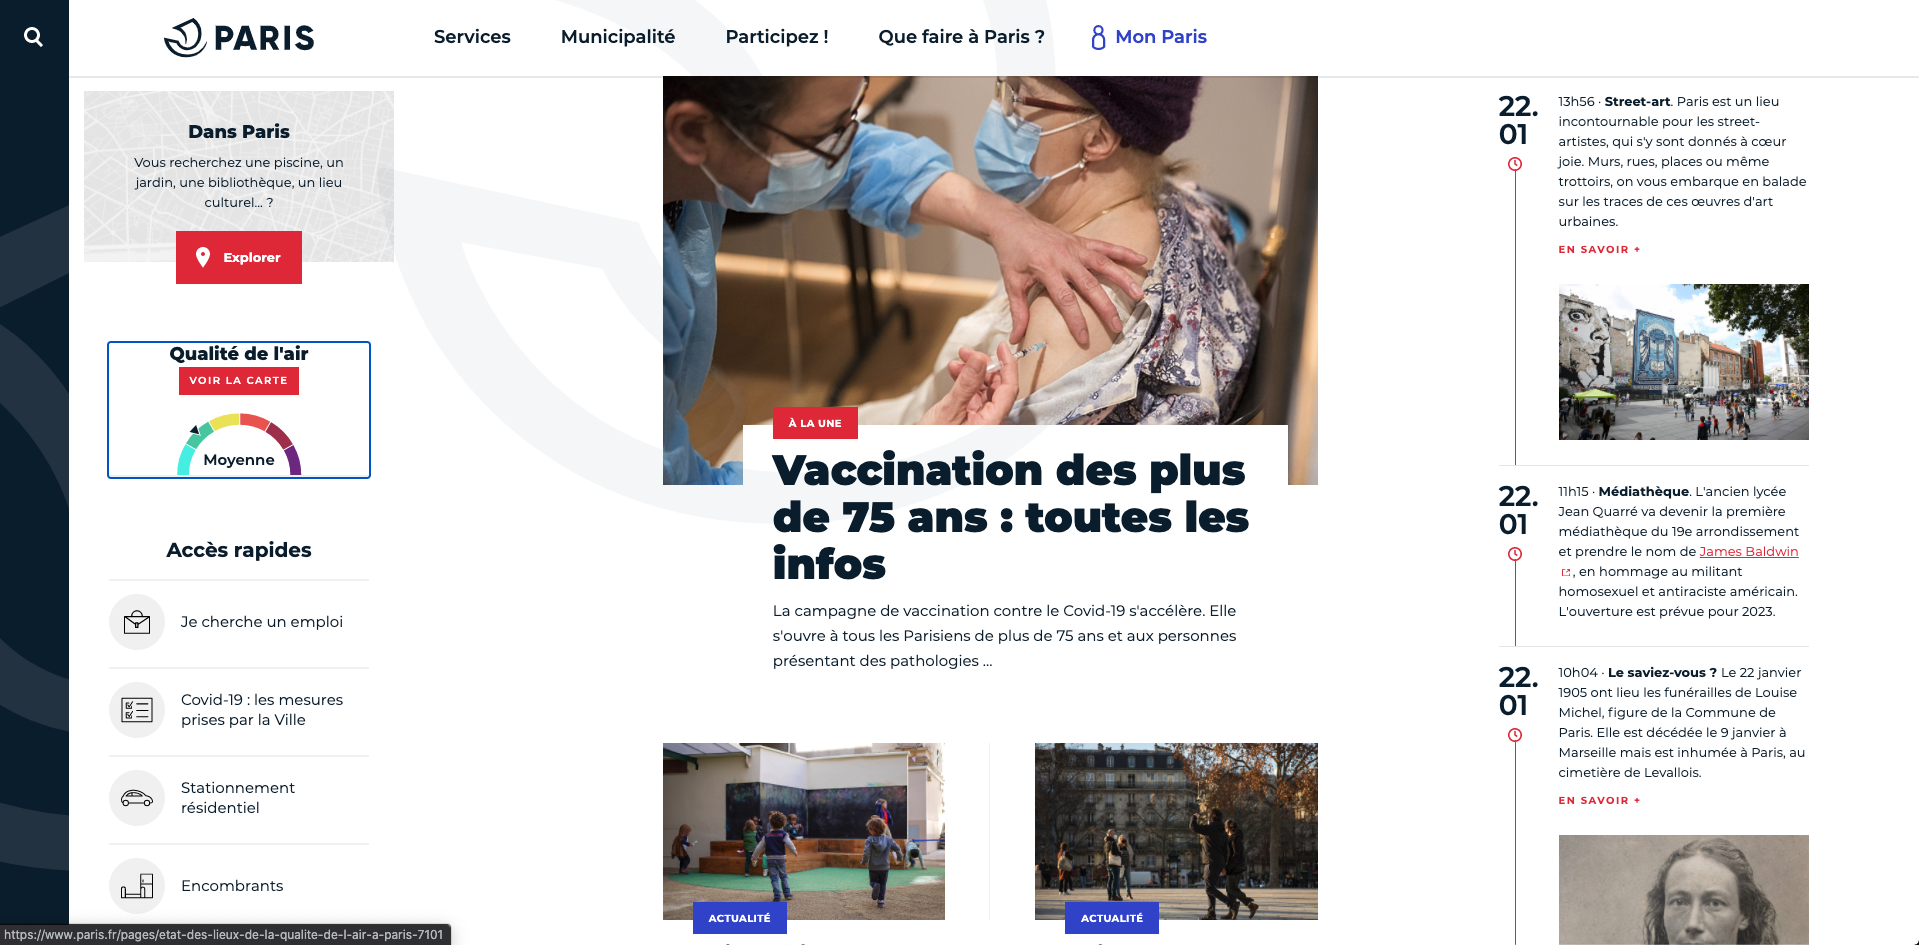 PARIS
Services
Municipalité
Participez !
Que faire à Paris ?
Mon Paris
Dans Paris
Vous recherchez une piscine, un
jardin, une bibliothèque, un lieu
culturel... ?
Explorer
Qualité de l'air
VOIR LA CARTE
Moyenne
Accès rapides
Je cherche un emploi
Covid-19 : les mesures
prises par la Ville
Stationnement
résidentiel
Encombrants
À LA UNE
Vaccination des plus
de 75 ans : toutes les
infos
La campagne de vaccination contre le Covid-19 s'accélère. Elle
s'ouvre à tous les Parisiens de plus de 75 ans et aux personnes
présentant des pathologies ...
ACTUALITÉ
ACTUALITÉ
22.
01
13h56 · Street-art. Paris est un lieu
incontournable pour les street-
artistes, qui s'y sont donnés à cœur
joie. Murs, rues, places ou même
trottoirs, on vous embarque en balade
sur les traces de ces œuvres d'art
urbaines.
EN SAVOIR +
22.
01
11h15 · Médiathèque. L'ancien lycée
Jean Quarré va devenir la première
médiathèque du 19e arrondissement
et prendre le nom de James Baldwin
, en hommage au militant
homosexuel et antiraciste américain.
L'ouverture est prévue pour 2023.
22.
01
10h04 · Le saviez-vous ? Le 22 janvier
1905 ont lieu les funérailles de Louise
Michel, figure de la Commune de
Paris. Elle est décédée le 9 janvier à
Marseille mais est inhumée à Paris, au
cimetière de Levallois.
EN SAVOIR +
https://www.paris.fr/pages/etat-des-lieux-de-la-qualite-de-l-air-a-paris-7101